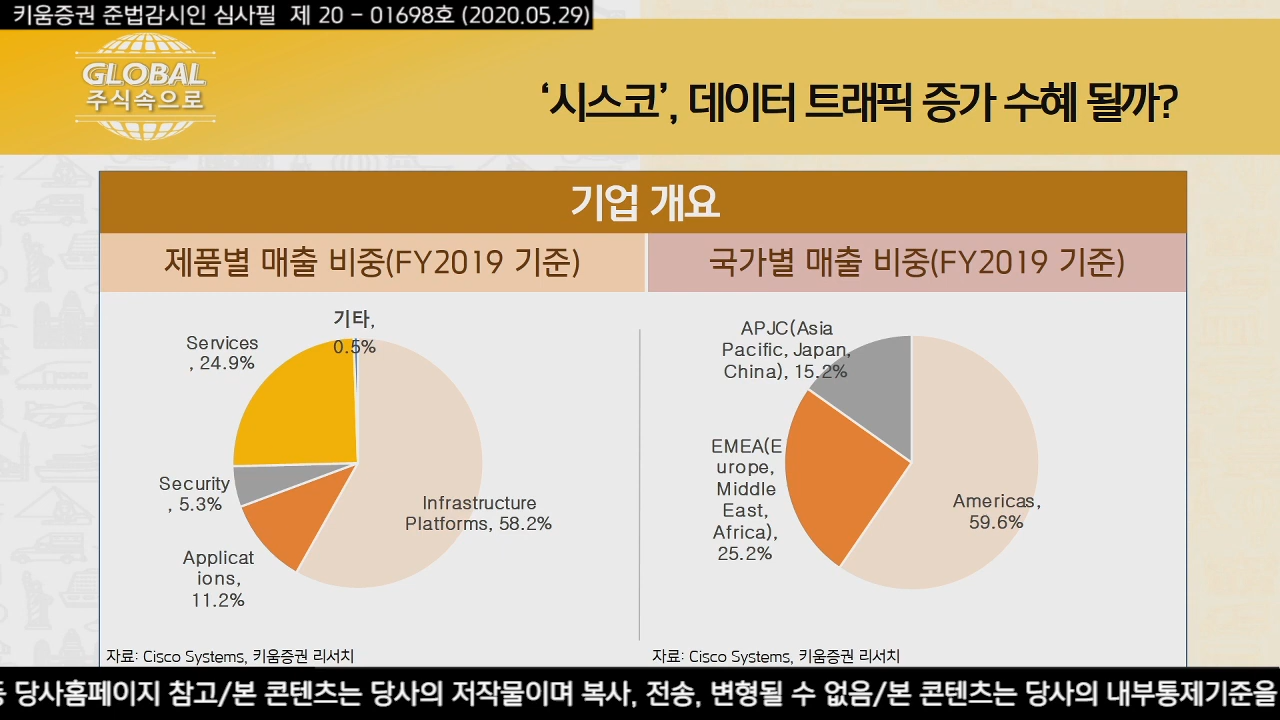 키움증권 준법감시인 심사필 제 20 - 01698호 (2020.05.29)
GLOBAL
주식속으로
‘시스코’, 데이터 트래픽 증가 수혜 될까?
기업 개요
제품별 매출 비중(FY2019 기준)
기타,
0.5%
Services
, 24.9%
Security
, 5.3%
Infrastructure
Platforms, 58.2%
Applicat
ions,
11.2%
자료: Cisco Systems, 키움증권 리서치
국가별 매출 비중(FY2019 기준)
APJC(Asia
Pacific, Japan,
China), 15.2%
EMEA(E
urope,
Middle
East,
Africa),
25.2%
Americas,
59.6%
자료: Cisco Systems, 키움증권 리서치
당사홈페이지 참고/본 콘텐츠는 당사의 저작물이며 복사, 전송, 변형될 수 없음/본 콘텐츠는 당사의 내부통제기준을